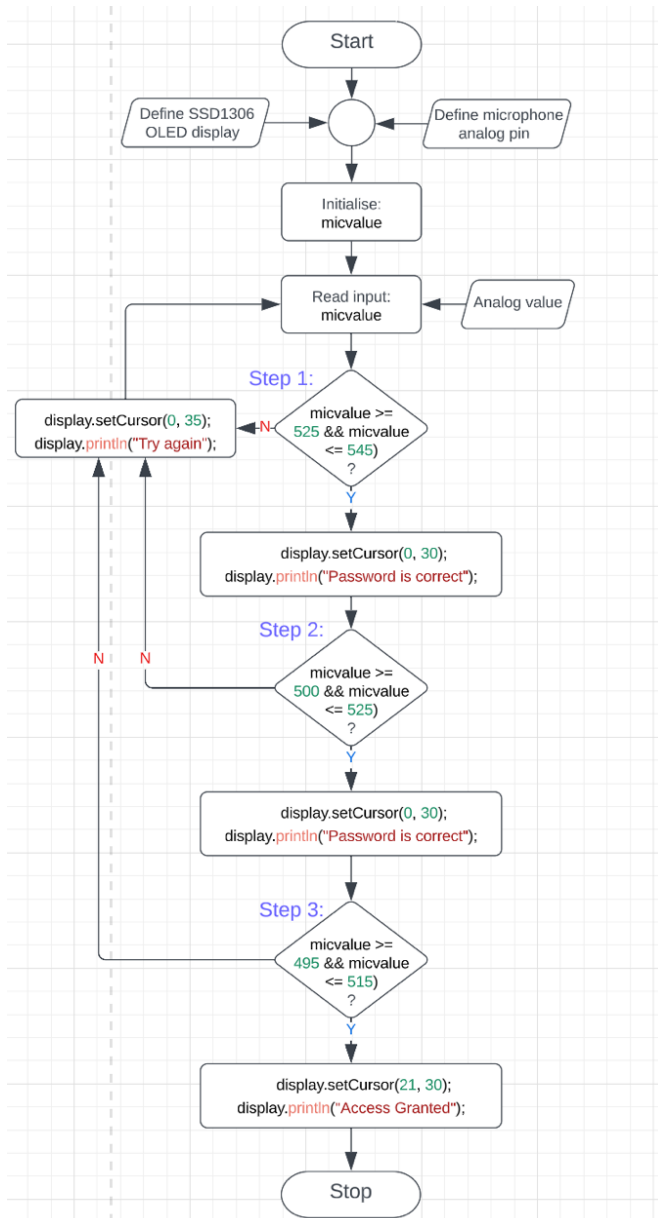 Start
Define SSD1306
OLED display
Define microphone
analog pin
Initialise:
micvalue
Read input:
micvalue
Analog value
Step 1:
micvalue >=
525 && micvalue
<= 545)
?
N
display.setCursor(0, 35);
display.println("Try again");
Y
display.setCursor(0, 30);
display.println("Password is correct");
Step 2:
micvalue >=
500 && micvalue
<= 525)
?
N
N
Y
display.setCursor(0, 30);
display.println("Password is correct");
Step 3:
micvalue >=
495 && micvalue
<= 515)
?
Y
display.setCursor(21, 30);
display.println("Access Granted");
Stop